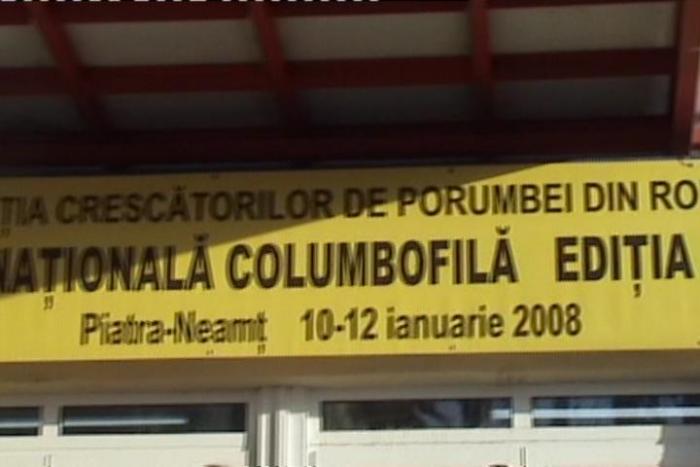 ȚIA CRESCĂTORILOR DE PORUMBEI DIN RO
NAȚIONALĂ COLUMBOFILĂ EDIȚIA
Piatra-Neamț 10-12 ianuarie 2008